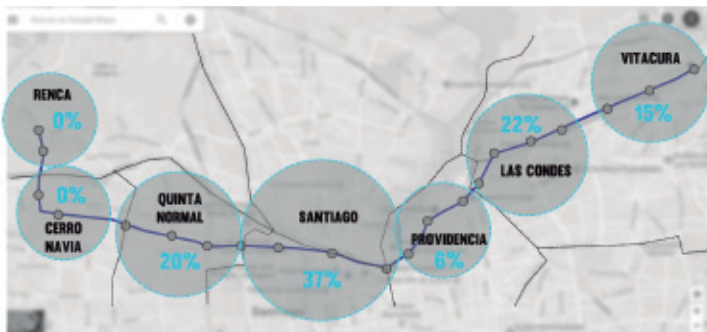 VITACURA
15%
RENCA
0%
22%
LAS CONDES
0%
CERRO
NAVIA
QUINTA
NORMAL
20%
SANTIAGO
37%
PROVIDENCIA
6%